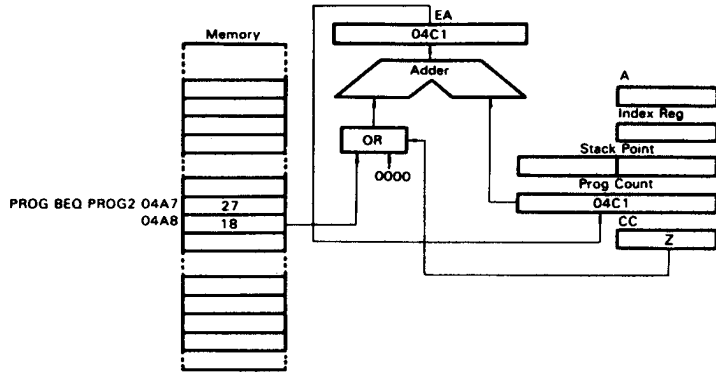 EA
04C1
Memory
Adder
A
Index Reg
OR
Stack Point
0000
Prog Count
PROG BEQ PROG2 04A7 27
04C1
04A8 18
CC
Z